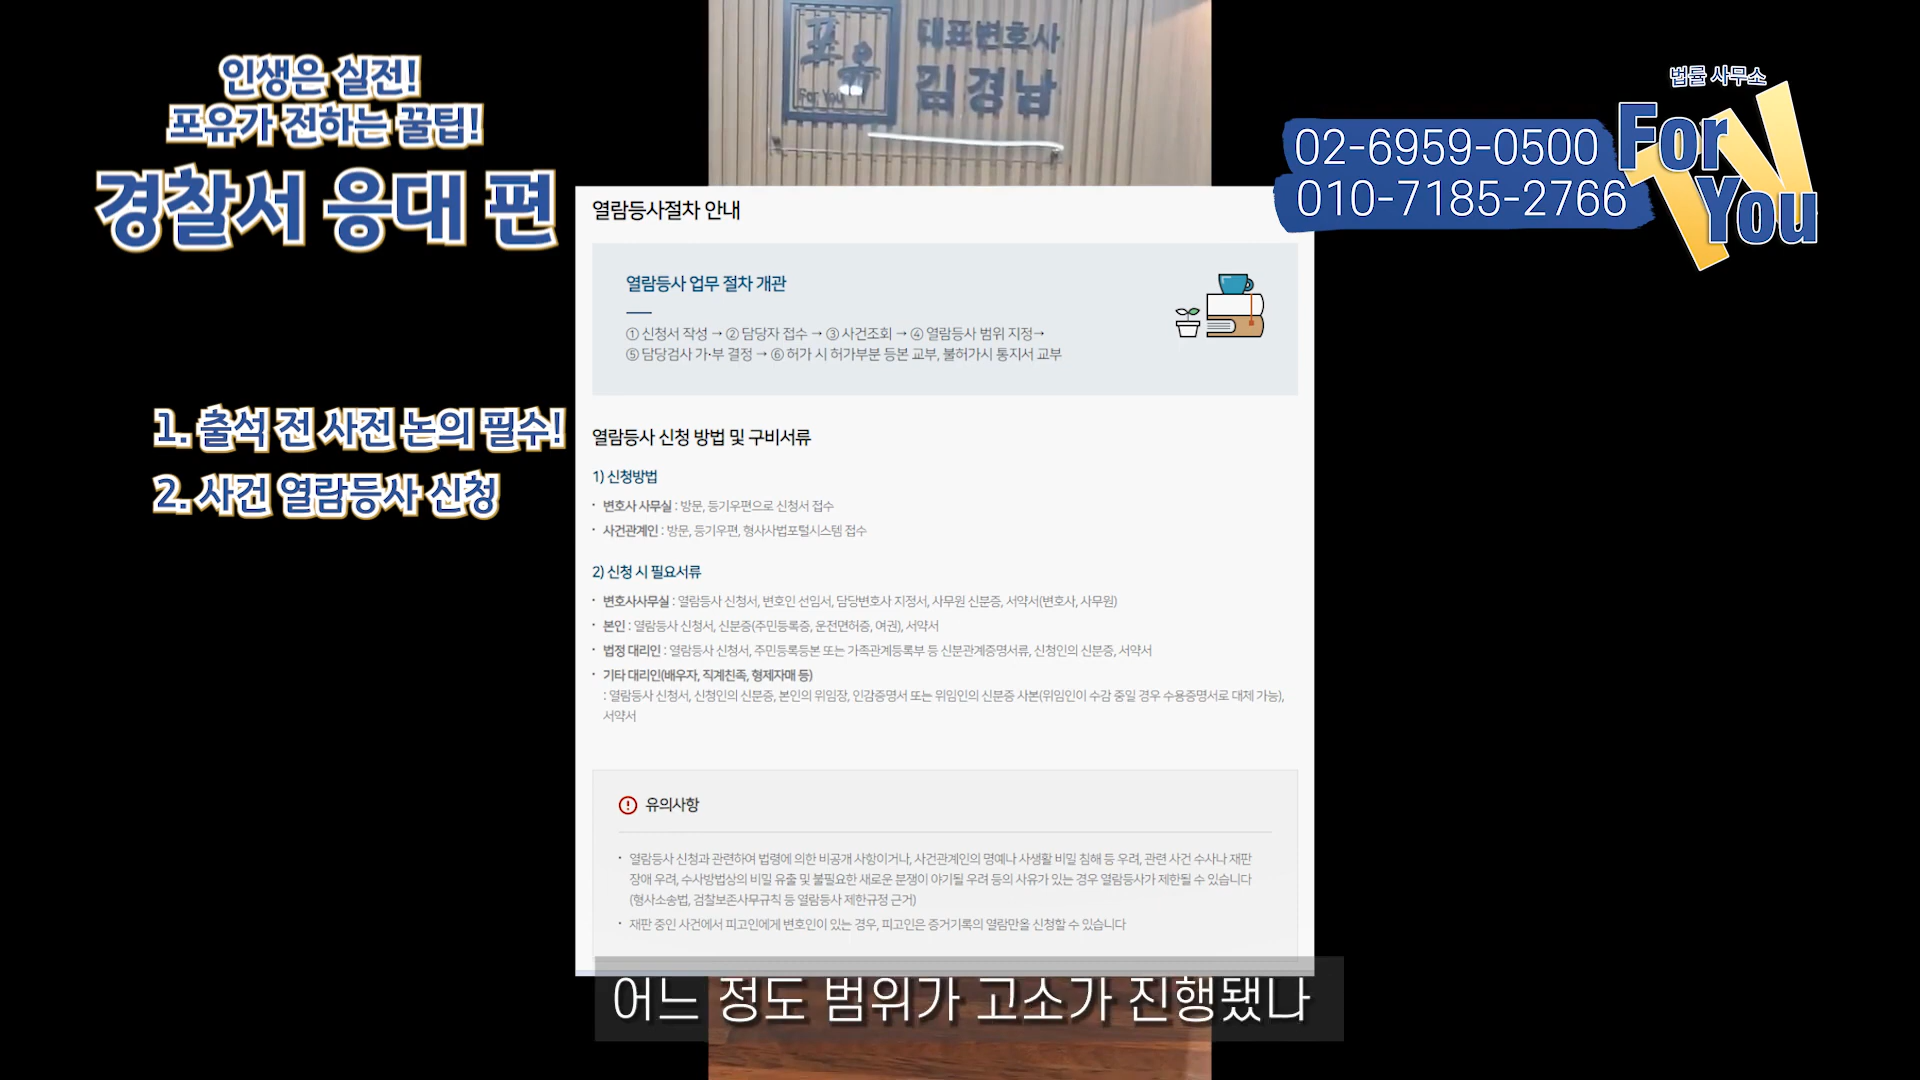 인생은 실전!
포유가 전하는 꿀팁!
경찰서 응대 편
1. 출석 전 사전 논의 필수!
2. 사건 열람등사 신청
포유
For You
대표변호사
김경남
법률 사무소
For You
02-6959-0500
010-7185-2766
열람등사절차 안내
열람등사 업무 절차 개관
① 신청서 작성 → ② 담당자 접수 → ③ 사건조회 → ④ 열람등사 범위 지정→
⑤ 담당검사 가·부 결정 → ⑥ 허가 시 허가부분 등본 교부, 불허가시 통지서 교부
열람등사 신청 방법 및 구비서류
1) 신청방법
· 변호사 사무실 : 방문, 등기우편으로 신청서 접수
· 사건관계인 : 방문, 등기우편, 형사사법포털시스템 접수
2) 신청 시 필요서류
· 변호사사무실 : 열람등사 신청서, 변호인 선임서, 담당변호사 지정서, 사무원 신분증, 서약서(변호사, 사무원)
· 본인 : 열람등사 신청서, 신분증(주민등록증, 운전면허증, 여권), 서약서
· 법정 대리인 : 열람등사 신청서, 주민등록등본 또는 가족관계등록부 등 신분관계증명서류, 신청인의 신분증, 서약서
· 기타 대리인(배우자, 직계친족, 형제자매 등)
: 열람등사 신청서, 신청인의 신분증, 본인의 위임장, 인감증명서 또는 위임인의 신분증 사본(위임인이 수감 중일 경우 수용증명서로 대체 가능),
서약서
유의사항
· 열람등사 신청과 관련하여 법령에 의한 비공개 사항이거나, 사건관계인의 명예나 사생활 비밀 침해 등 우려, 관련 사건 수사나 재판
장애 우려, 수사방법상의 비밀 유출 및 불필요한 새로운 분쟁이 야기될 우려 등의 사유가 있는 경우 열람등사가 제한될 수 있습니다
(형사소송법, 검찰보존사무규칙 등 열람등사 제한규정 근거)
· 재판 중인 사건에서 피고인에게 변호인이 있는 경우, 피고인은 증거기록의 열람만을 신청할 수 있습니다
어느 정도 범위가 고소가 진행됐나